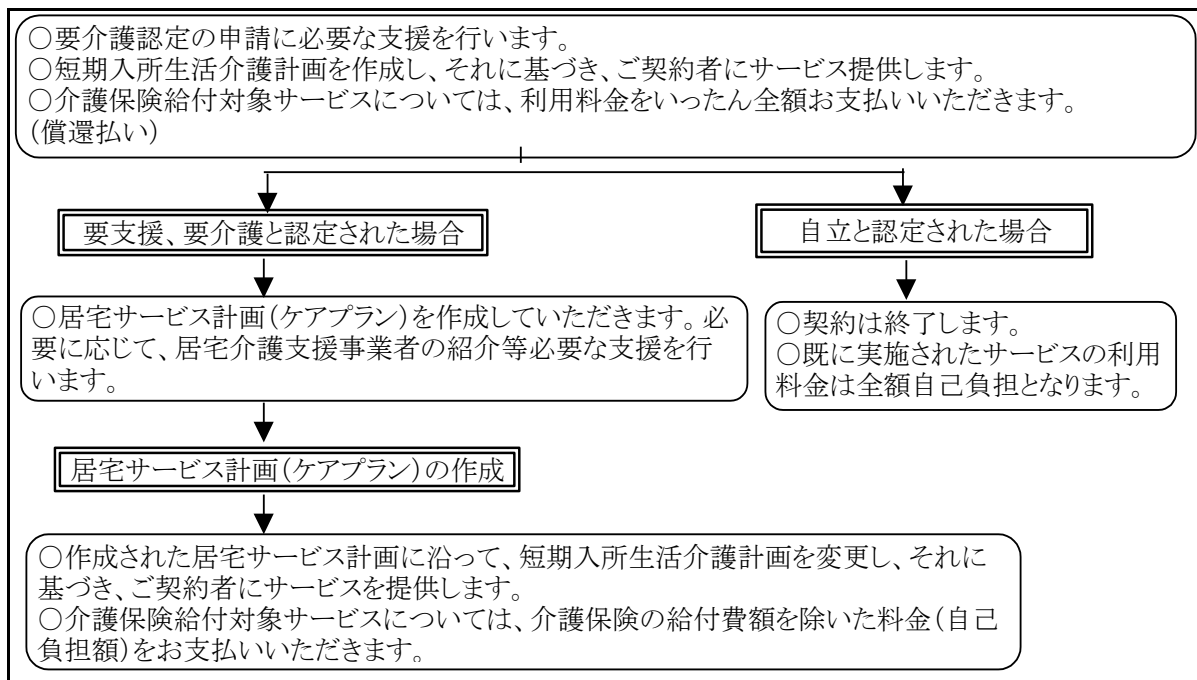 ○要介護認定の申請に必要な支援を行います。
○短期入所生活介護計画を作成し、それに基づき、ご契約者にサービス提供します。
○介護保険給付対象サービスについては、利用料金をいったん全額お支払いいただきます。
(償還払い)
要支援、要介護と認定された場合
自立と認定された場合
○居宅サービス計画(ケアプラン)を作成していただきます。必
要に応じて、居宅介護支援事業者の紹介等必要な支援を行
います。
○契約は終了します。
○既に実施されたサービスの利用
料金は全額自己負担となります。
居宅サービス計画(ケアプラン)の作成
○作成された居宅サービス計画に沿って、短期入所生活介護計画を変更し、それに
基づき、ご契約者にサービスを提供します。
○介護保険給付対象サービスについては、介護保険の給付費額を除いた料金(自己
負担額)をお支払いいただきます。